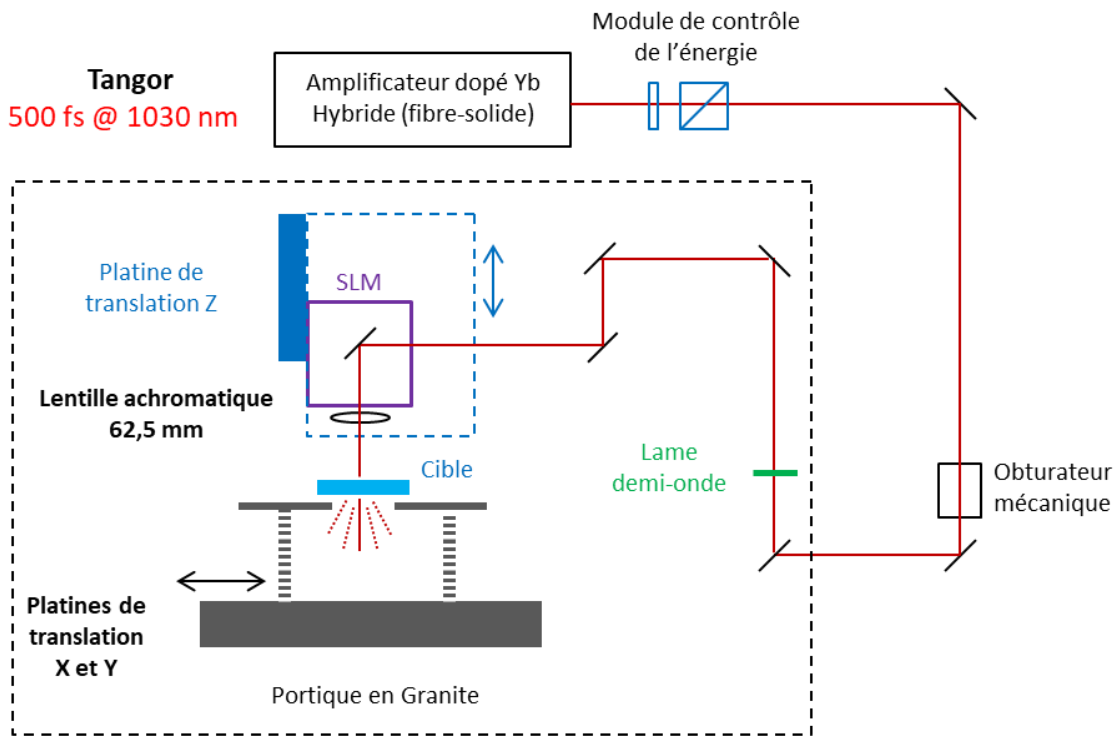 Module de contrôle
de l'énergie
Tangor
500 fs @ 1030 nm
Amplificateur dopé Yb
Hybride (fibre-solide)
Platine de
translation Z
SLM
Lentille achromatique
62,5 mm
Cible
Lame
demi-onde
Obturateur
mécanique
Platines de
translation
X et Y
Portique en Granite